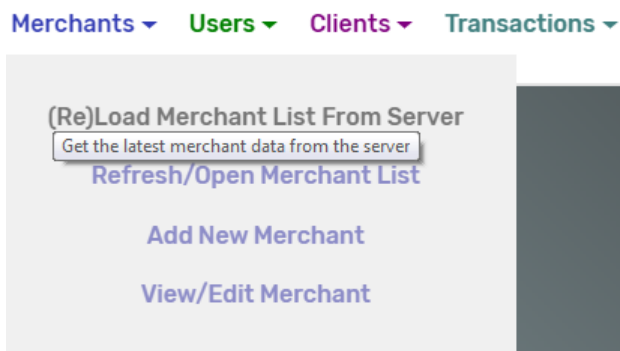 Merchants Users Clients Transactions
(Re)Load Merchant List From Server
Get the latest merchant data from the server
Refresh/Open Merchant List
Add New Merchant
View/Edit Merchant